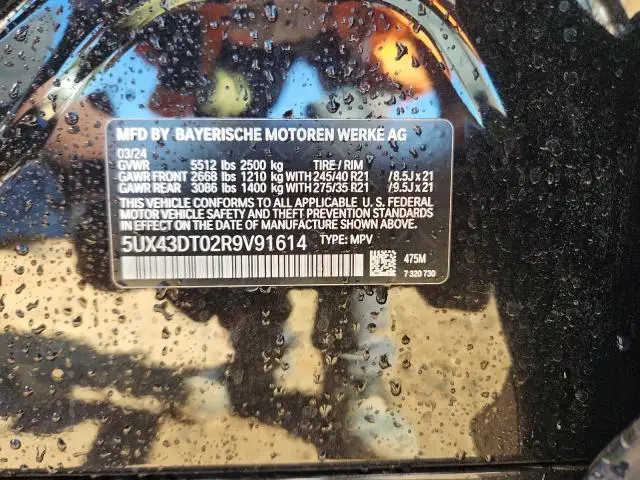 MFD BY BAYERISCHE MOTOREN WERKE AG
03/24
GVWR 5512 lbs 2500 kg TIRE / RIM
GAWR FRONT 2668 lbs 1210 kg WITH 245/40 R21 /8.5J x 21
GAWR REAR 3086 lbs 1400 kg WITH 275/35 R21 /9.5J x 21
THIS VEHICLE CONFORMS TO ALL APPLICABLE U. S. FEDERAL
MOTOR VEHICLE SAFETY AND THEFT PREVENTION STANDARDS
IN EFFECT ON THE DATE OF MANUFACTURE SHOWN ABOVE.
5UX43DT02R9V91614 TYPE: MPV
475M
7 320 730